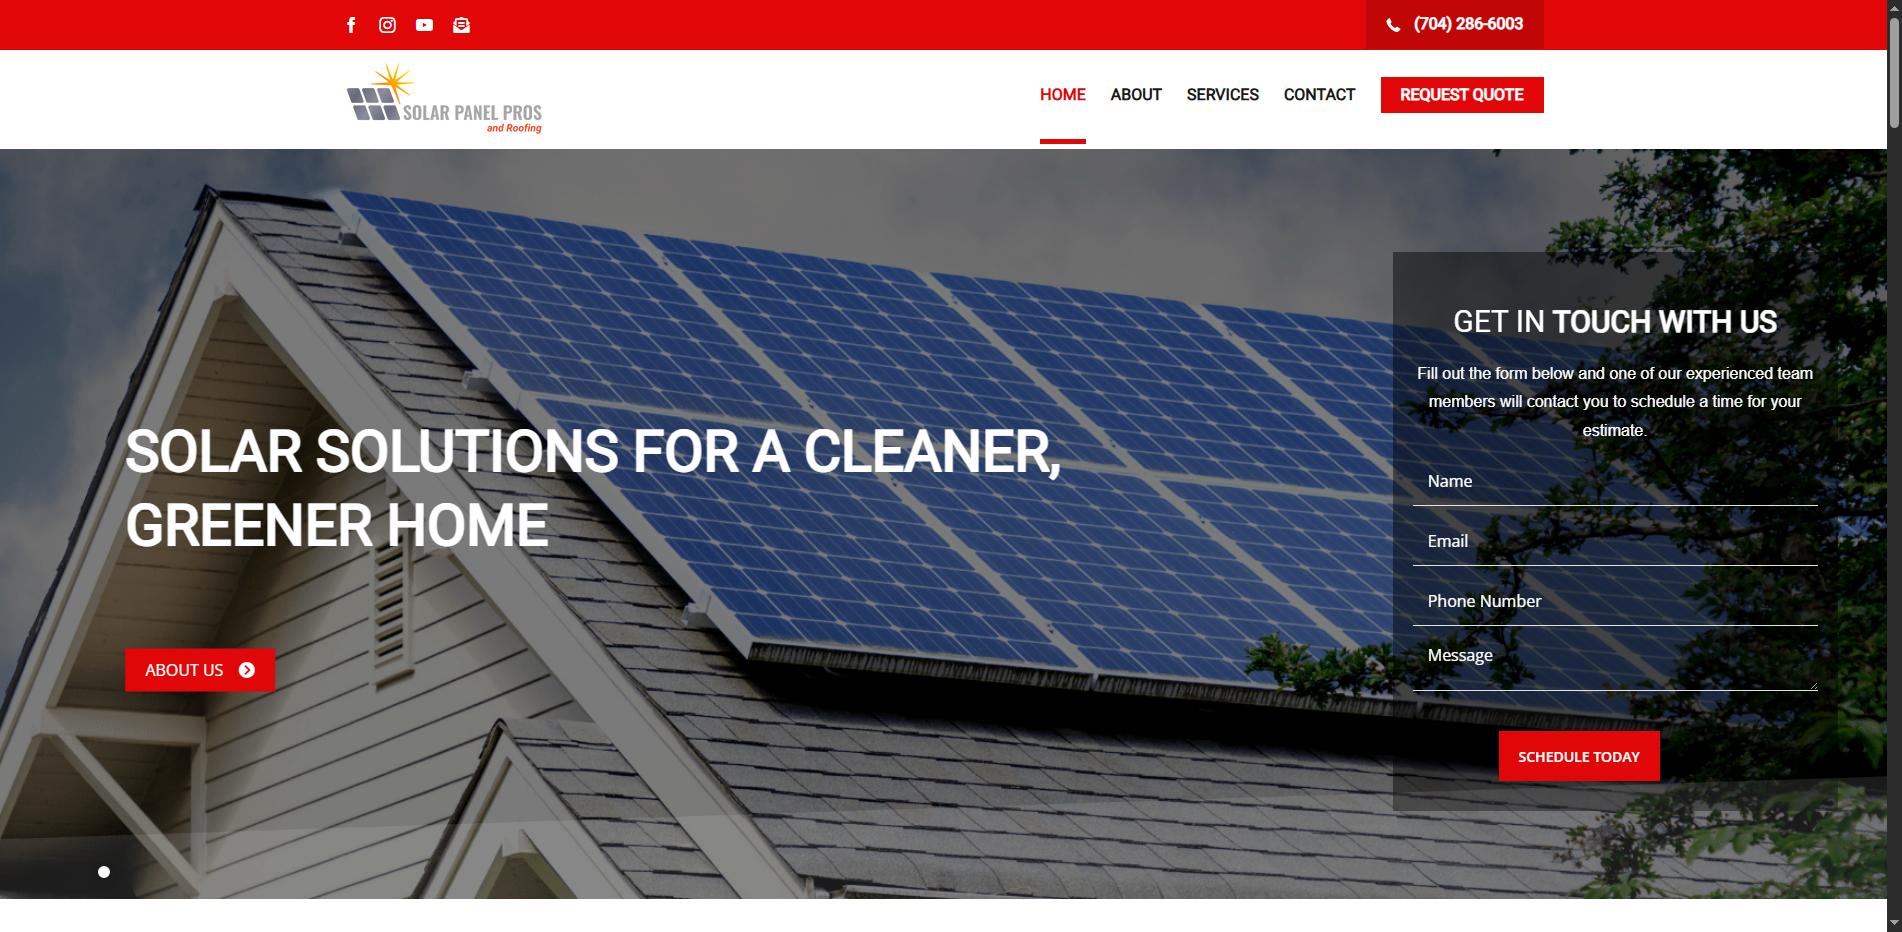 (704) 286-6003
SOLAR PANEL PROS
and Roofing
HOME
ABOUT
SERVICES
CONTACT
REQUEST QUOTE
SOLAR SOLUTIONS FOR A CLEANER,
GREENER HOME
ABOUT US
GET IN TOUCH WITH US
Fill out the form below and one of our experienced team
members will contact you to schedule a time for your
estimate.
Name
Email
Phone Number
Message
SCHEDULE TODAY